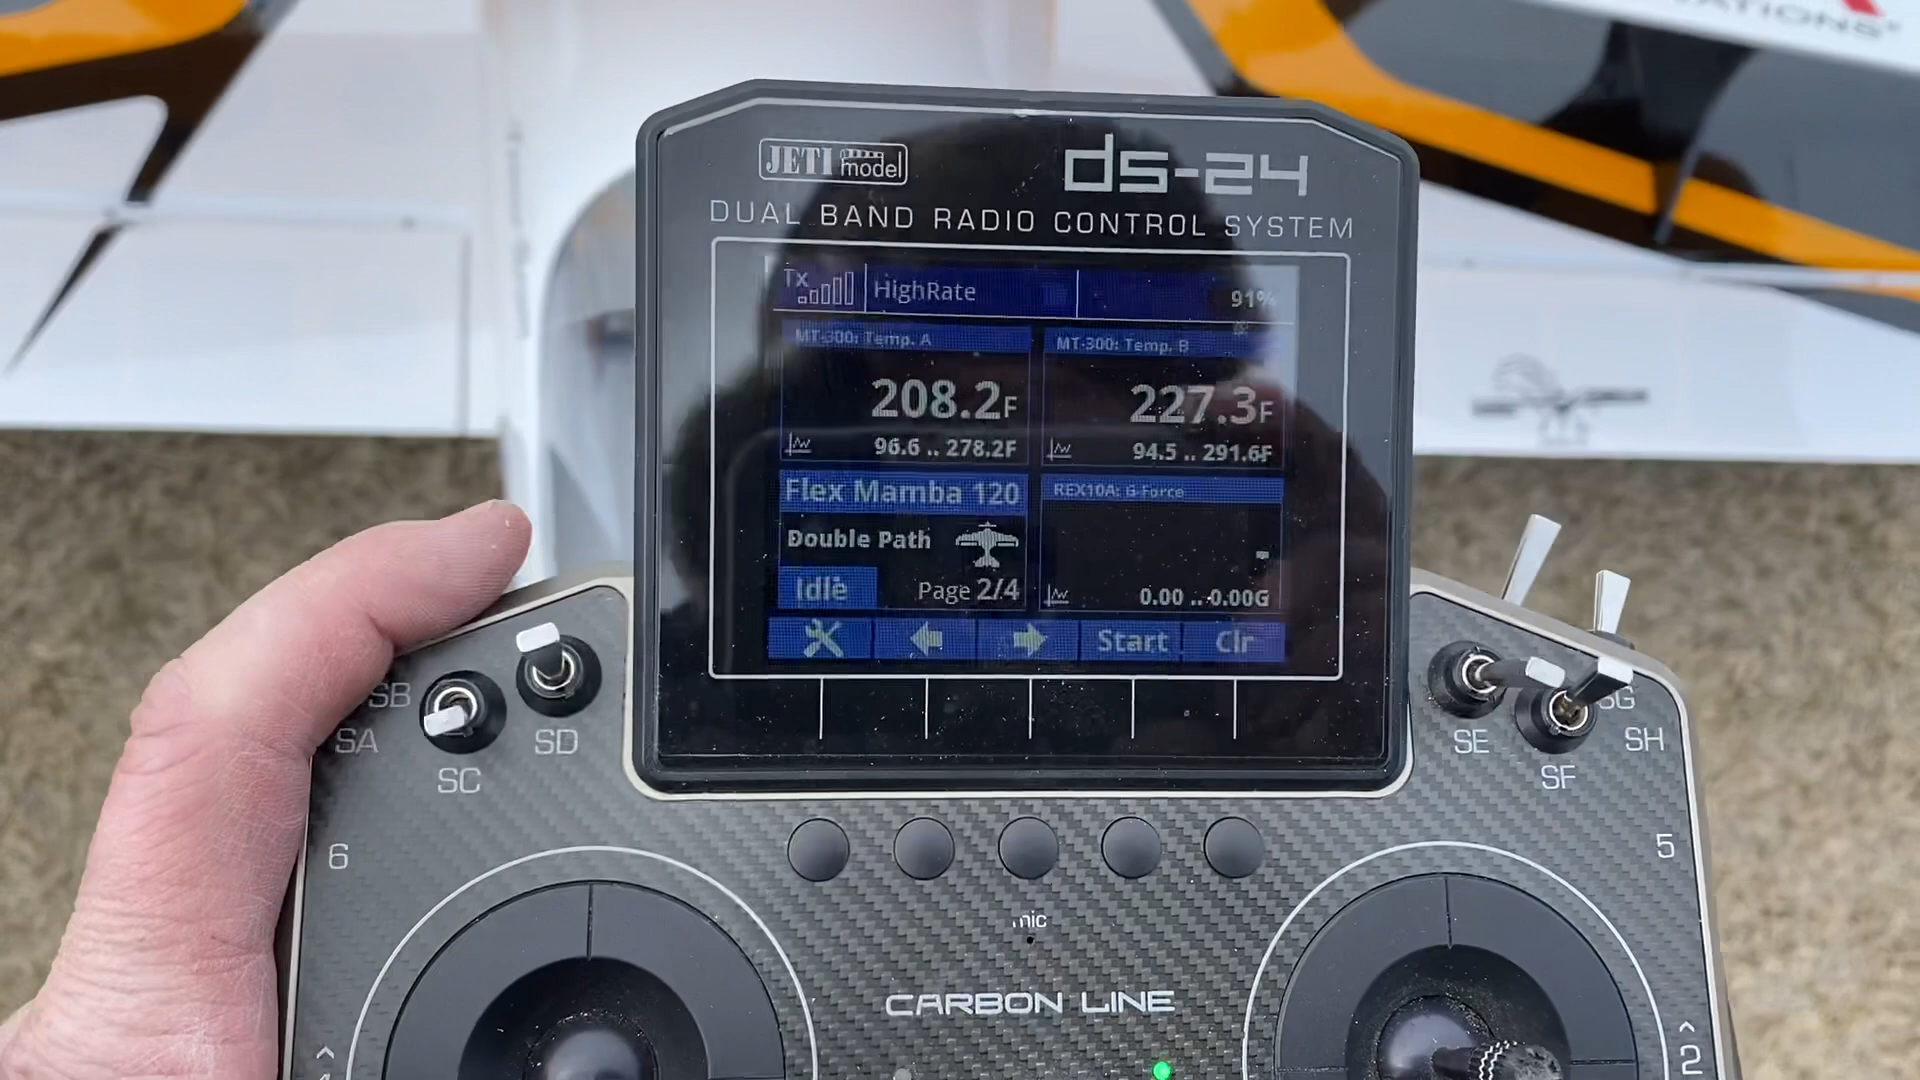 JETI model
ds-24
DUAL BAND RADIO CONTROL SYSTEM
Tx HighRate 91%
MT-300: Temp. A
MT-300: Temp. B
208.2F
227.3F
96.6 .. 278.2F
94.5 .. 291.6F
Flex Mamba 120
REX10A: G-Force
Double Path
Idle Page 2/4
0.00 .. 0.00G
Start Clr
SB
SA
SC
SD
SE
SF
SG
SH
6
5
mic
CARBON LINE
2